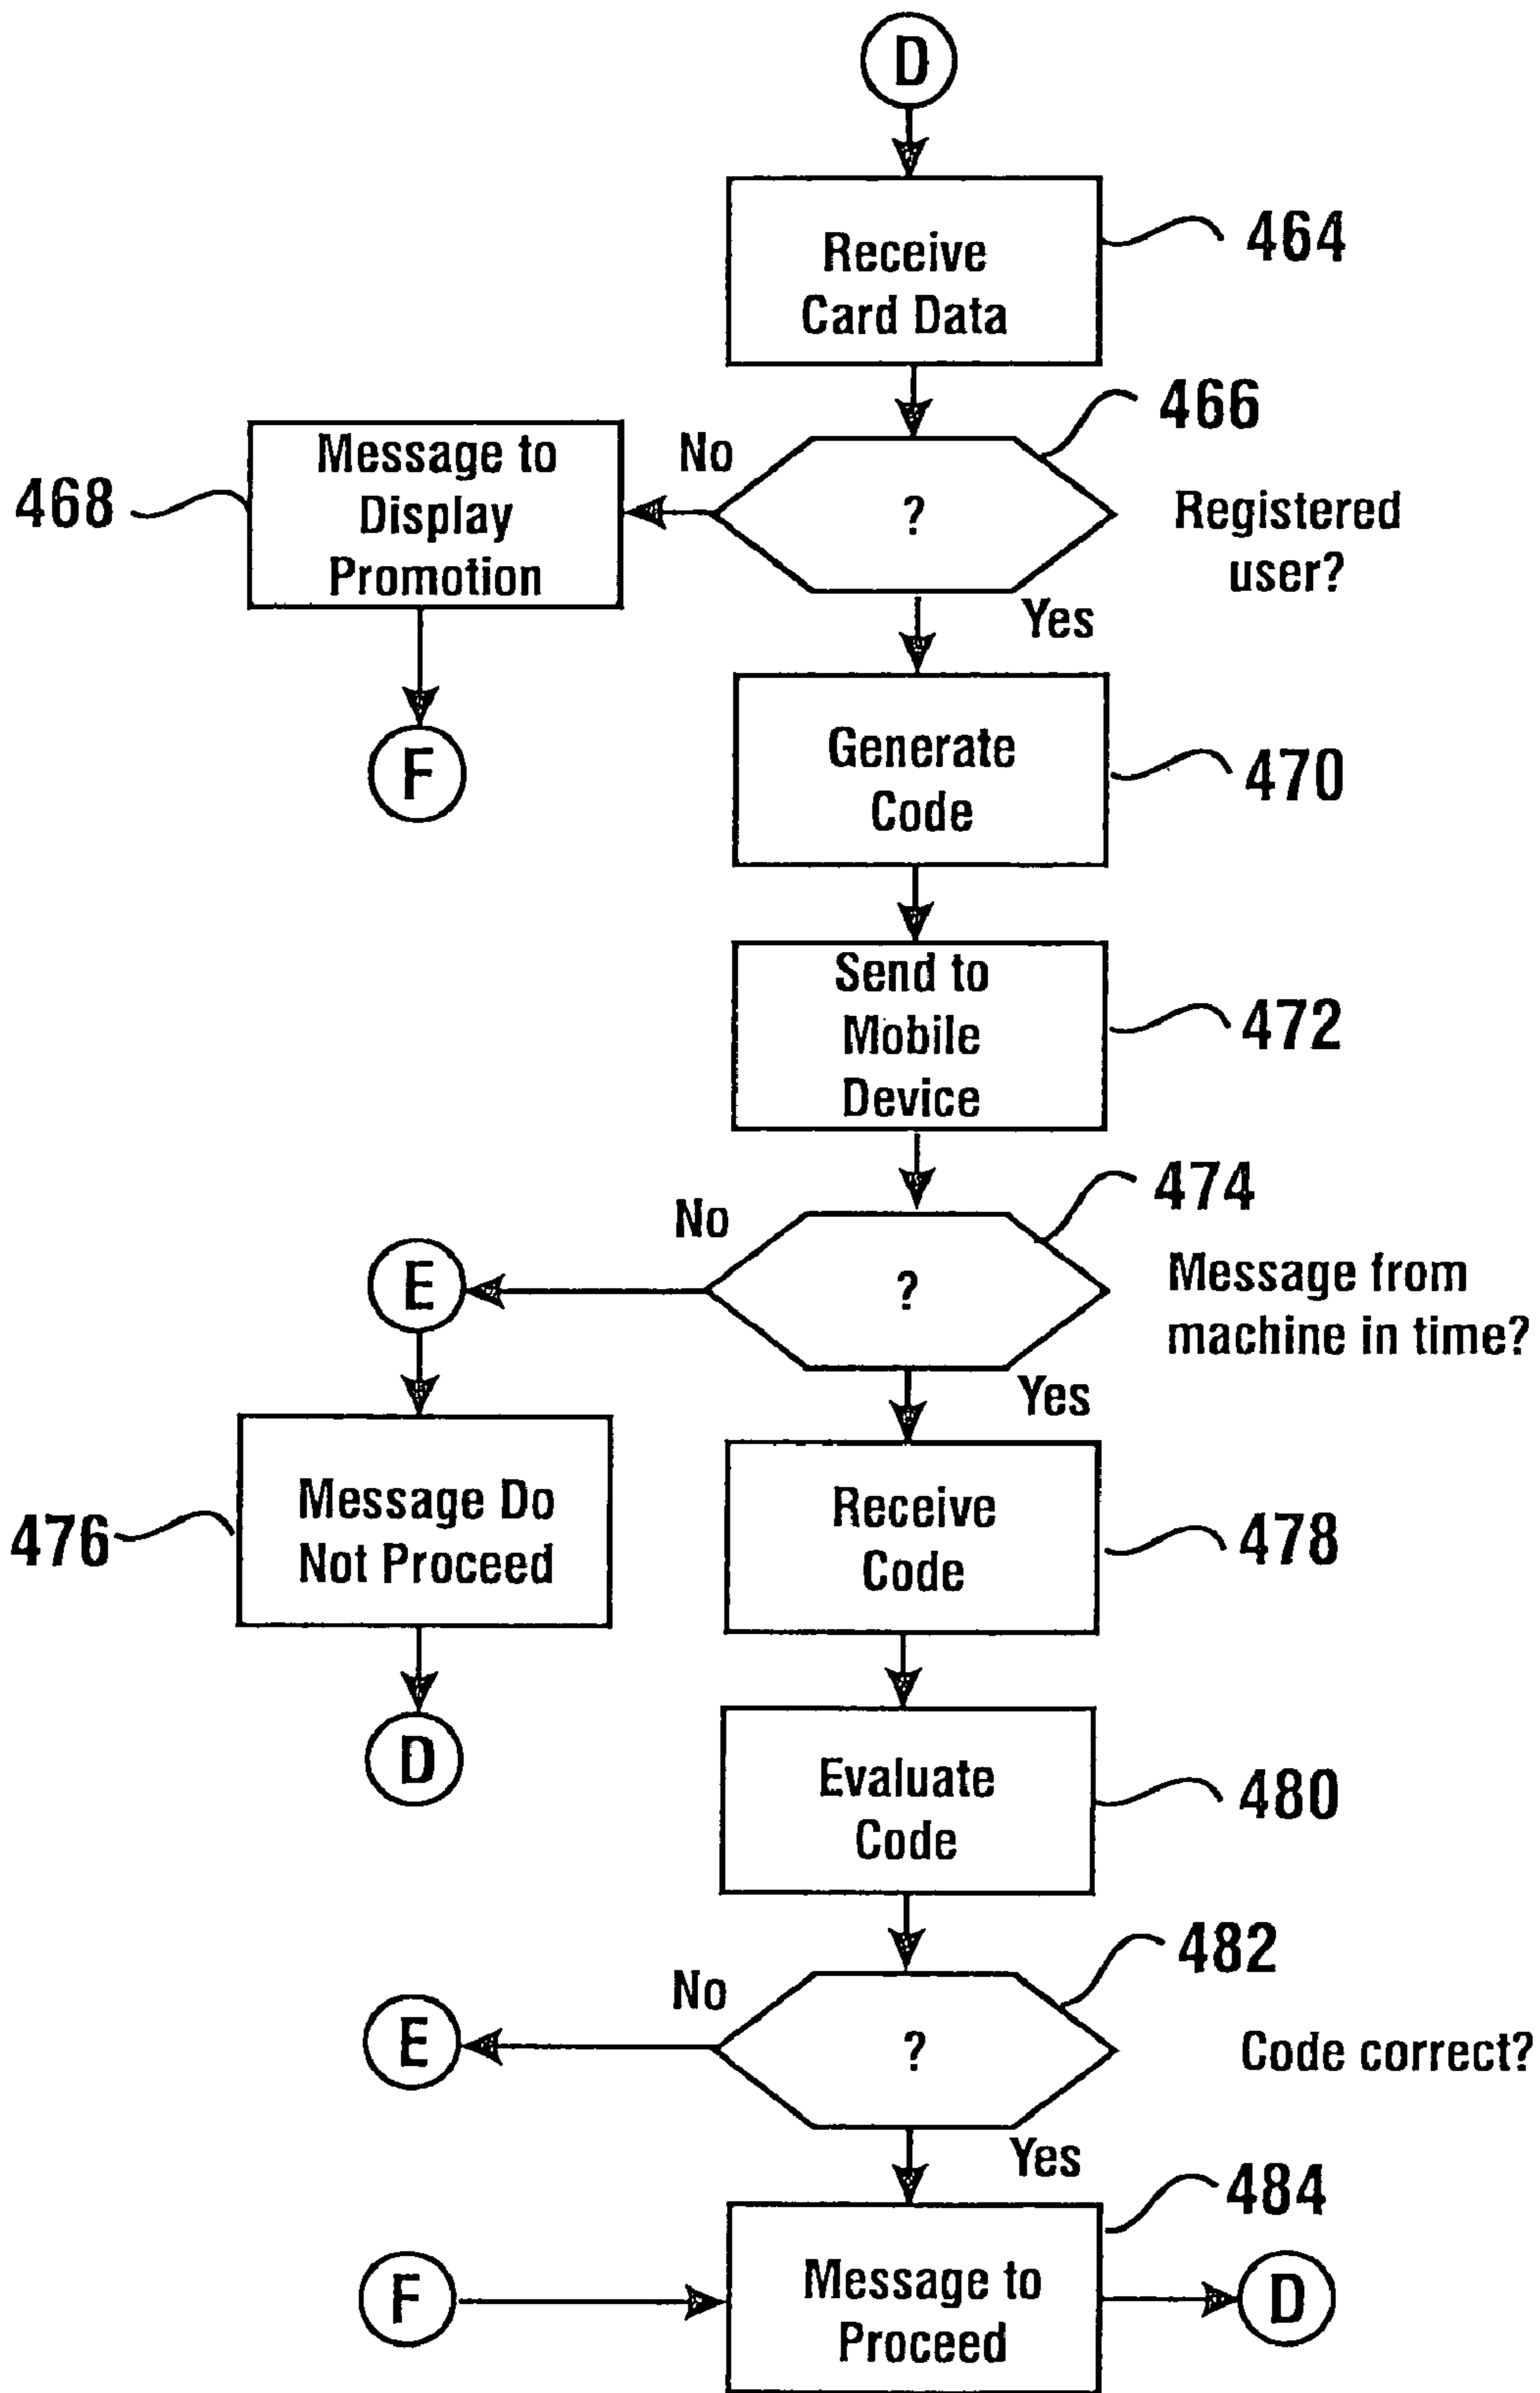 D
Receive
Card Data
464
466
No
Message to
Display
Promotion
468
?
Registered
user?
Yes
F
Generate
Code
470
Send to
Mobile
Device
472
474
No
E
?
Message from
machine in time?
Yes
Message Do
Not Proceed
476
Receive
Code
478
D
Evaluate
Code
480
482
No
E
?
Code correct?
Yes
484
F
Message to
Proceed
D